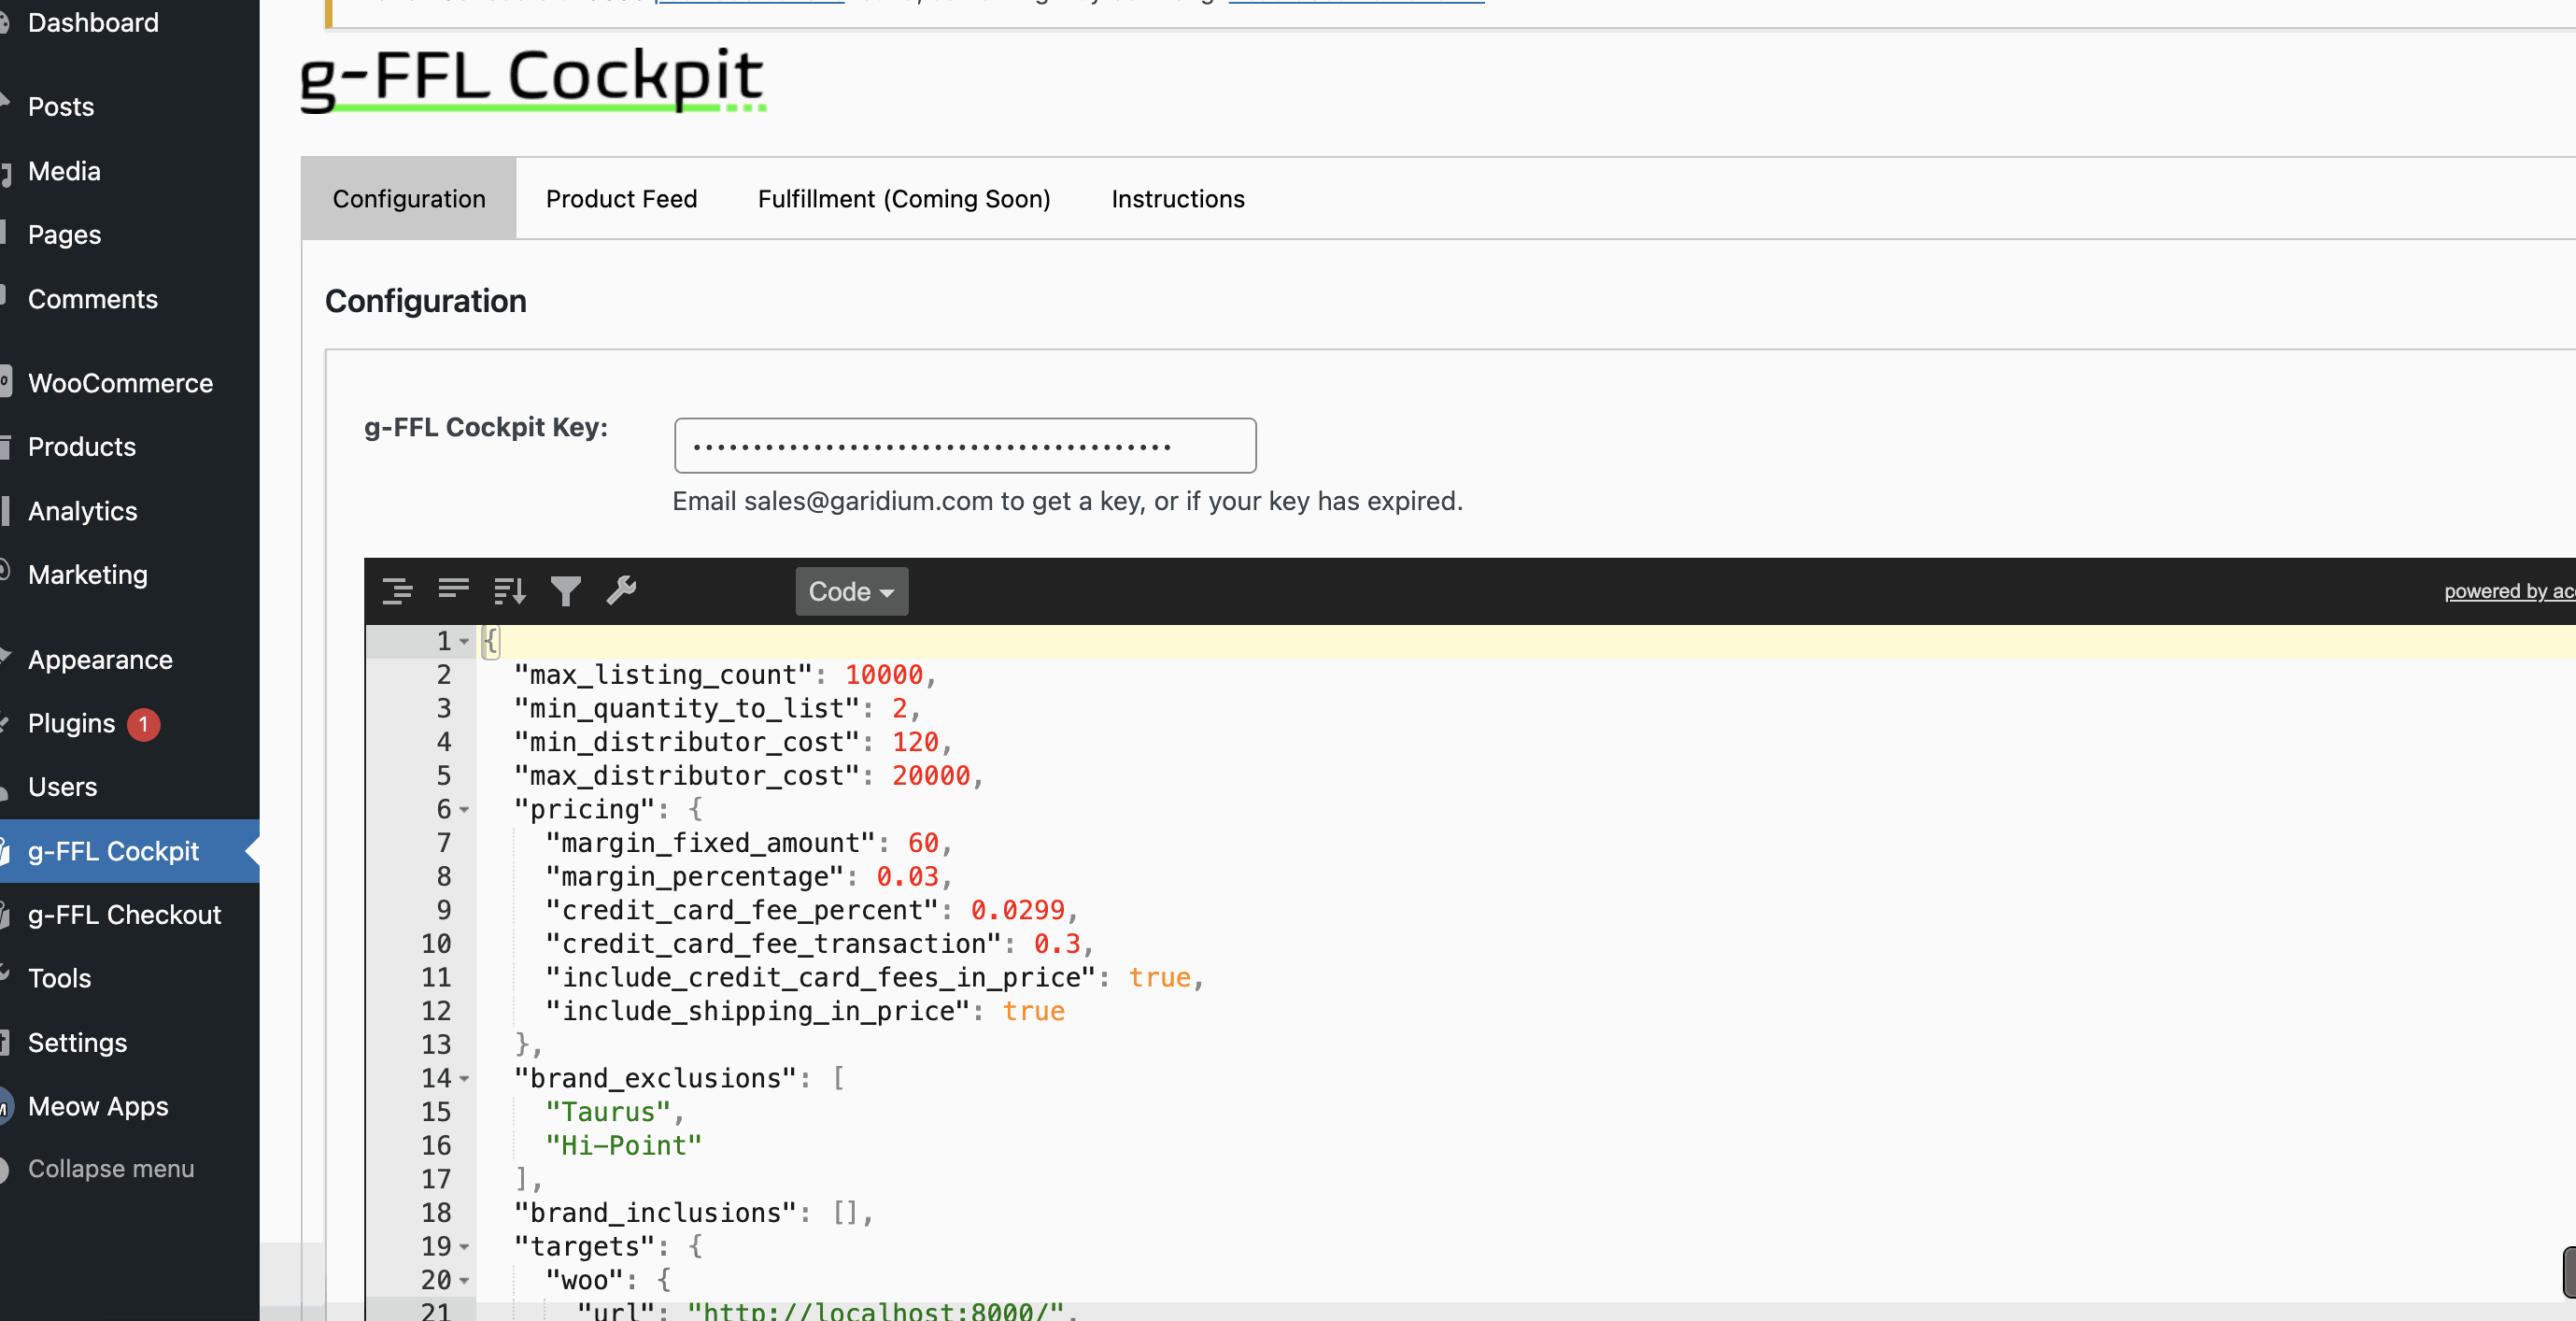 Dashboard
Posts
Media
Pages
Comments
WooCommerce
Products
Analytics
Marketing
Appearance
Plugins 1
Users
g-FFL Cockpit
g-FFL Checkout
Tools
Settings
Meow Apps
Collapse menu
g-FFL Cockpit
Configuration Product Feed Fulfillment (Coming Soon) Instructions
Configuration
g-FFL Cockpit Key: ••••••••••••••••••••••••••••••••••••••••
Email sales@garidium.com to get a key, or if your key has expired.
Code powered by
1 {
2 "max_listing_count": 10000,
3 "min_quantity_to_list": 2,
4 "min_distributor_cost": 120,
5 "max_distributor_cost": 20000,
6 "pricing": {
7 "margin_fixed_amount": 60,
8 "margin_percentage": 0.03,
9 "credit_card_fee_percent": 0.0299,
10 "credit_card_fee_transaction": 0.3,
11 "include_credit_card_fees_in_price": true,
12 "include_shipping_in_price": true
13 },
14 "brand_exclusions": [
15 "Taurus",
16 "Hi-Point"
17 ],
18 "brand_inclusions": [],
19 "targets": {
20 "woo": {
21 "url": "http://localhost:8000/",